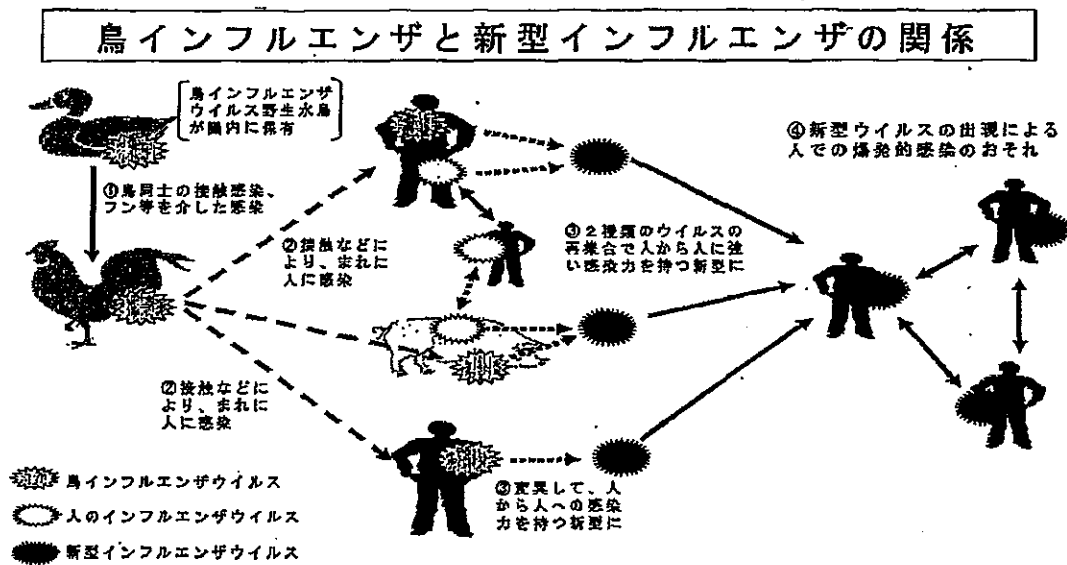 鳥インフルエンザと新型インフルエンザの関係
鳥インフルエンザ
ウイルス野生水鳥
が腸内に保有
①鳥同士の接触感染、
フン等を介した感染
②接触などに
より、まれに
人に感染
③2種類のウイルスの
再集合で人から人に強
い感染力を持つ新型に
④新型ウイルスの出現による
人での爆発的感染のおそれ
②接触などに
より、まれに
人に感染
③変異して、人
から人への感染
力を持つ新型に
鳥インフルエンザウイルス
人のインフルエンザウイルス
新型インフルエンザウイルス